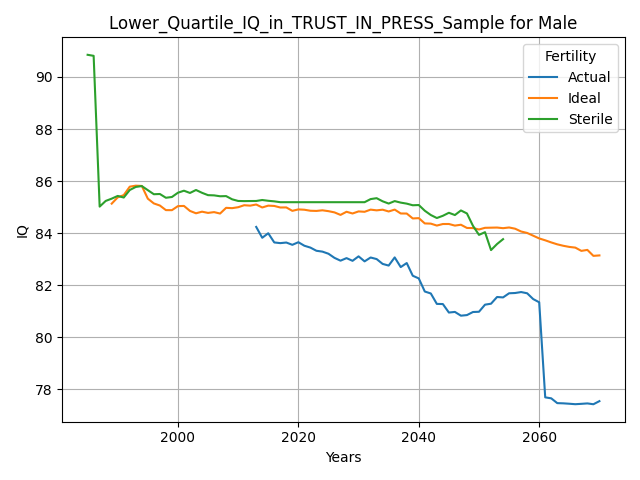 Lower_Quartile_IQ_in_TRUST_IN_PRESS_Sample for Male
Fertility
Actual
Ideal
Sterile
IQ
90
88
86
84
82
80
78
2000
2020
2040
2060
Years